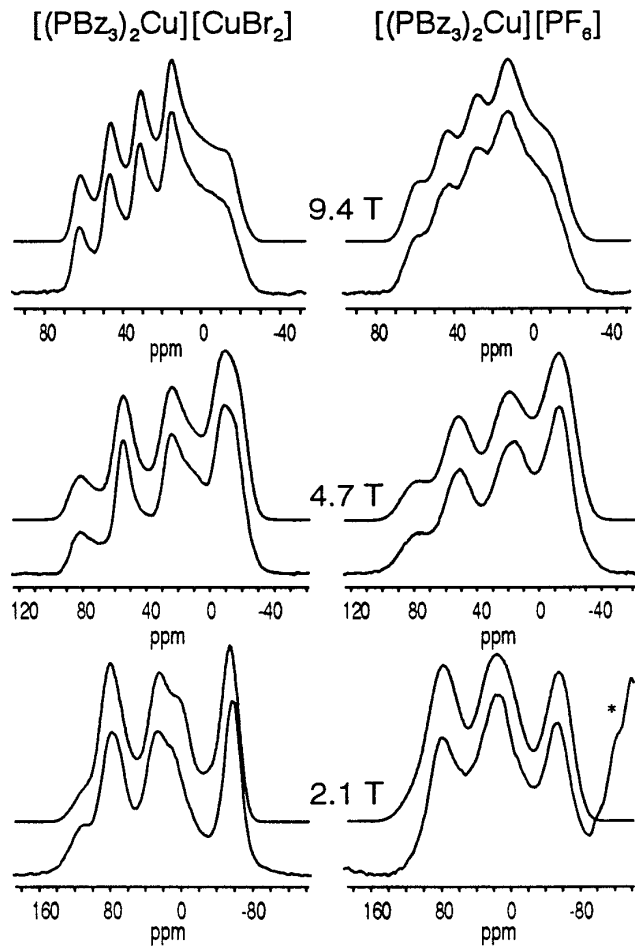 [(PBz₃)₂Cu][CuBr₂] [(PBz₃)₂Cu][PF₆]
9.4 T
80 40 0 -40 80 40 0 -40
ppm ppm
4.7 T
120 80 40 0 -40 120 80 40 0 -40
ppm ppm
*
2.1 T
160 80 0 -80 160 80 0 -80
ppm ppm